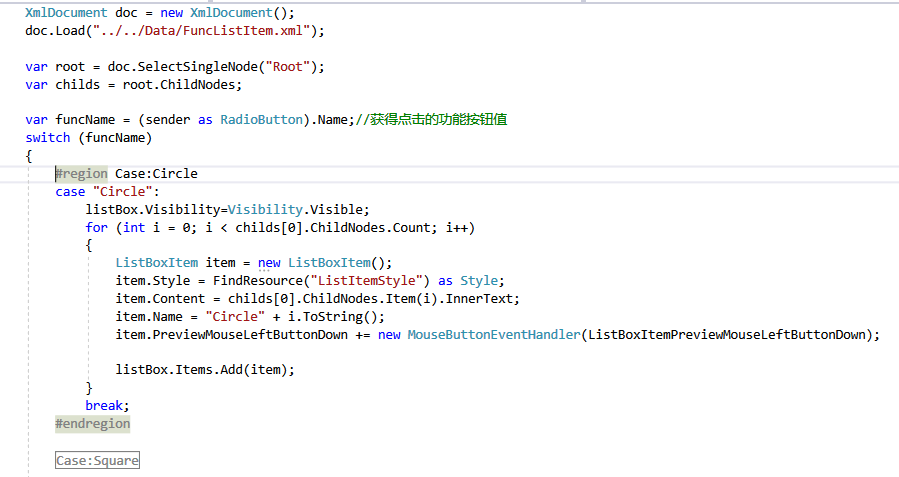 XmlDocument doc = new XmlDocument();
doc.Load("../../Data/FuncListItem.xml");
var root = doc.SelectSingleNode("Root");
var childs = root.ChildNodes;
var funcName = (sender as RadioButton).Name;//获得点击的功能按钮值
switch (funcName)
{
#region Case:Circle
case "Circle":
listBox.Visibility=Visibility.Visible;
for (int i = 0; i < childs[0].ChildNodes.Count; i++)
{
ListBoxItem item = new ListBoxItem();
item.Style = FindResource("ListItemStyle") as Style;
item.Content = childs[0].ChildNodes.Item(i).InnerText;
item.Name = "Circle" + i.ToString();
item.PreviewMouseLeftButtonDown += new MouseButtonEventHandler(ListBoxItemPreviewMouseLeftButtonDown);
listBox.Items.Add(item);
}
break;
#endregion
Case:Square